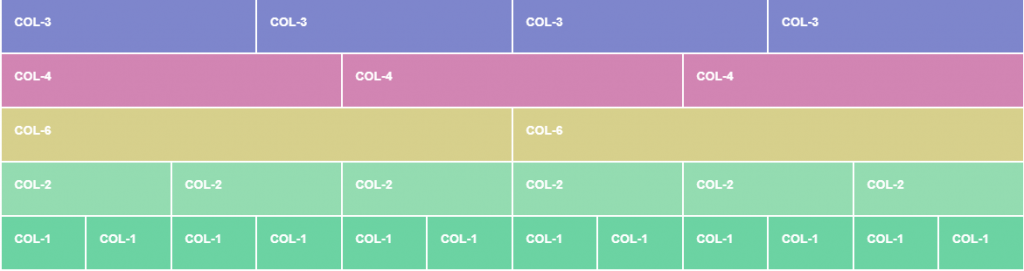 COL-3 COL-3 COL-3 COL-3
COL-4 COL-4 COL-4
COL-6 COL-6
COL-2 COL-2 COL-2 COL-2 COL-2 COL-2
COL-1 COL-1 COL-1 COL-1 COL-1 COL-1 COL-1 COL-1 COL-1 COL-1 COL-1 COL-1